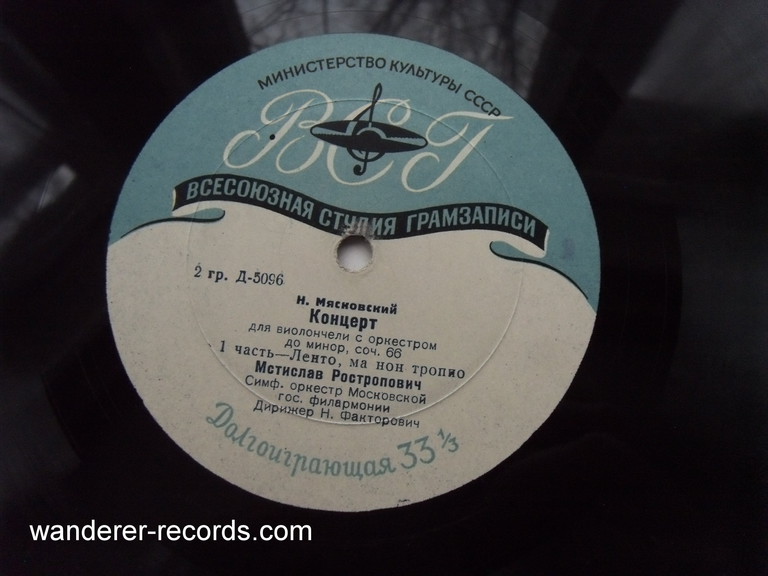 МИНИСТЕРСТВО КУЛЬТУРЫ СССР
ВСГ
ВСЕСОЮЗНАЯ СТУДИЯ ГРАМЗАПИСИ
2 гр. Д-5096
Н. Мясковский
Концерт
для виолончели с оркестром
до минор, соч. 66
1 часть—Ленто, ма нон троппо
Мстислав Ростропович
Симф. оркестр Московской
гос. филармонии
Дирижер Н. Факторович
Долгоиграющая 33 1/3
wanderer-records.com